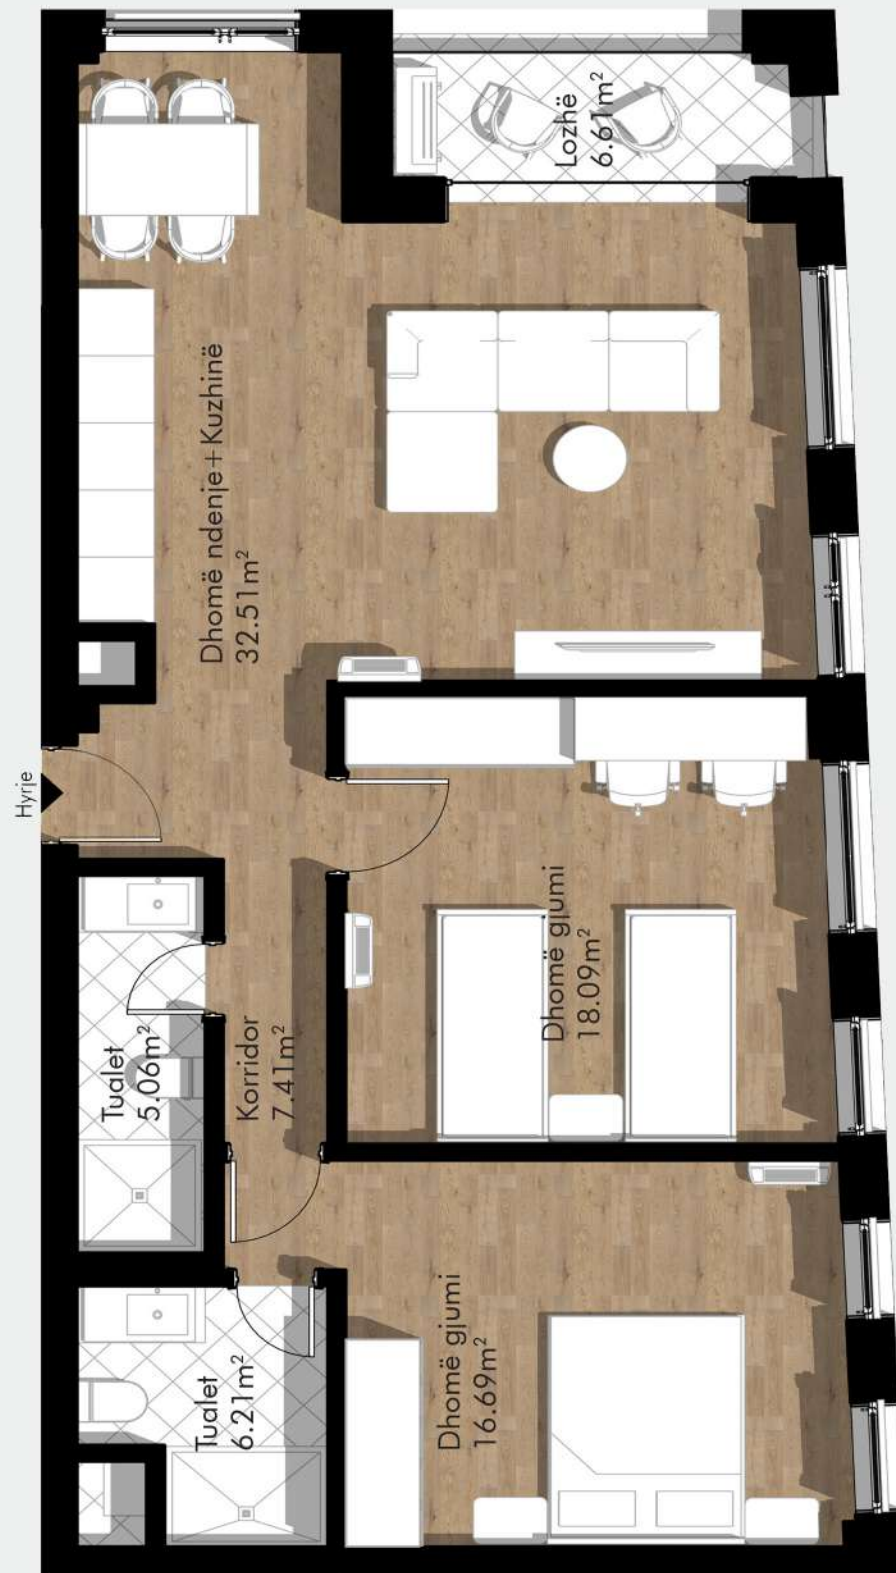 Lozhë
6.61m²
Dhomë ndenje+Kuzhinë
32.51m²
Hyrje
Dhomë gjumi
18.09m²
Tualet
5.06m²
Korridor
7.41m²
Dhomë gjumi
16.69m²
Tualet
6.21m²